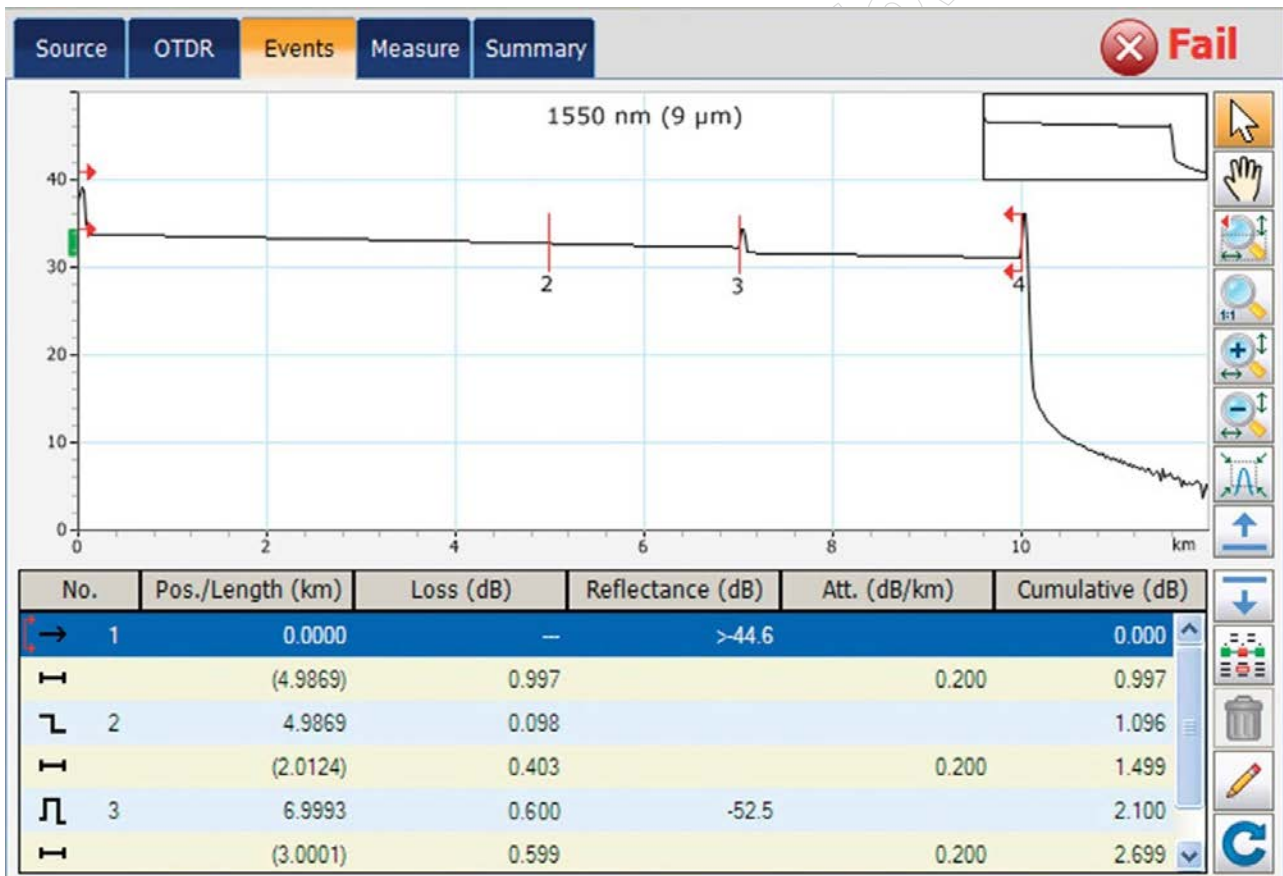 Source OTDR Events Measure Summary Fail
1550 nm (9 µm)
40
30
20
10
0
2
3
4
0 2 4 6 8 10 km
1:1
No. Pos./Length (km) Loss (dB) Reflectance (dB) Att. (dB/km) Cumulative (dB)
1 0.0000 --- >-44.6 0.000
(4.9869) 0.997 0.200 0.997
2 4.9869 0.098 1.096
(2.0124) 0.403 0.200 1.499
3 6.9993 0.600 -52.5 2.100
(3.0001) 0.599 0.200 2.699